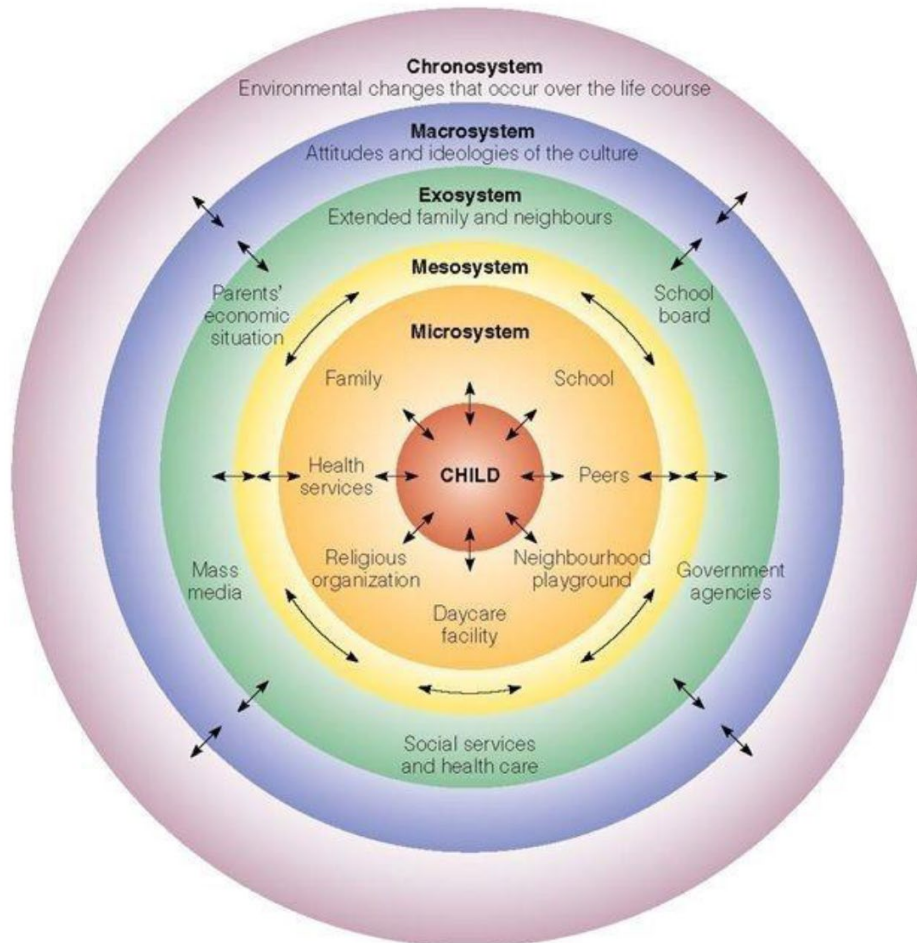 Chronosystem
Environmental changes that occur over the life course
Macrosystem
Attitudes and ideologies of the culture
Exosystem
Extended family and neighbours
Mesosystem
Parents'
economic
situation
School
board
Microsystem
Family
School
Health
services
CHILD
Peers
Religious
organization
Neighbourhood
playground
Mass
media
Government
agencies
Daycare
facility
Social services
and health care